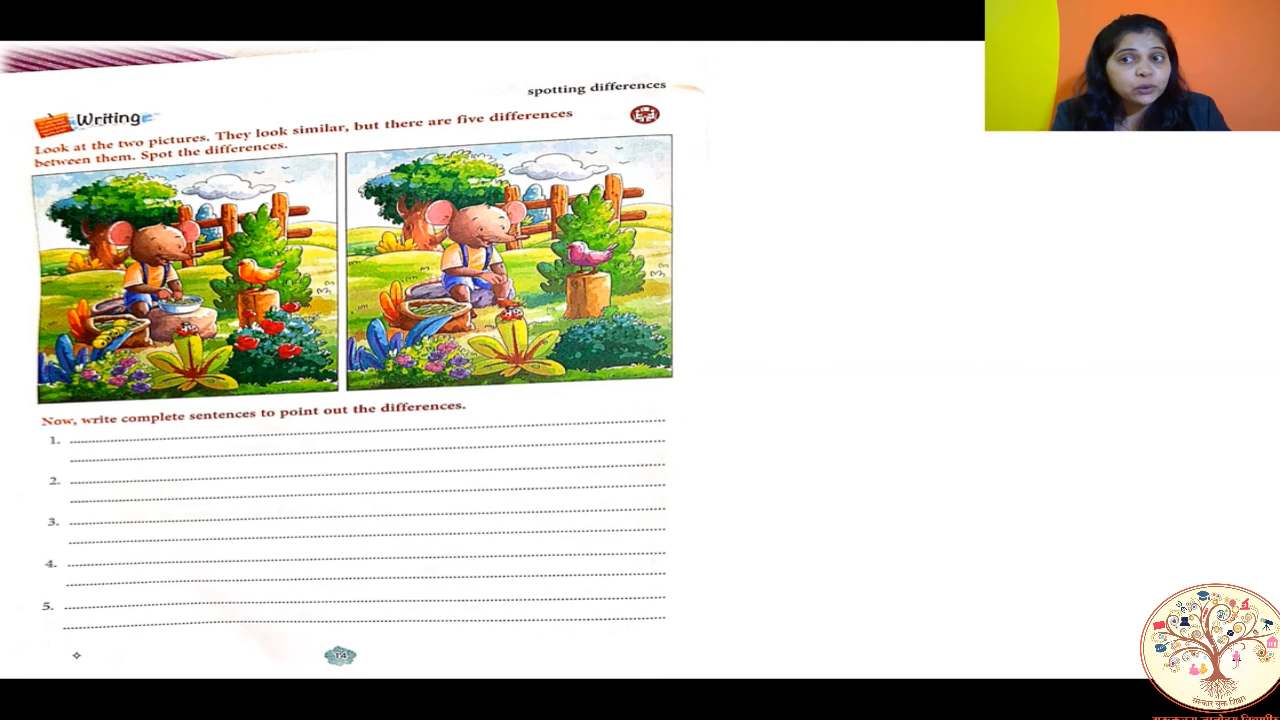 spotting differences
Writing
Look at the two pictures. They look similar, but there are five differences
between them. Spot the differences.
Now, write complete sentences to point out the differences.
1.
2.
3.
4.
5.
14
संस्कार युक्त शिक्षा